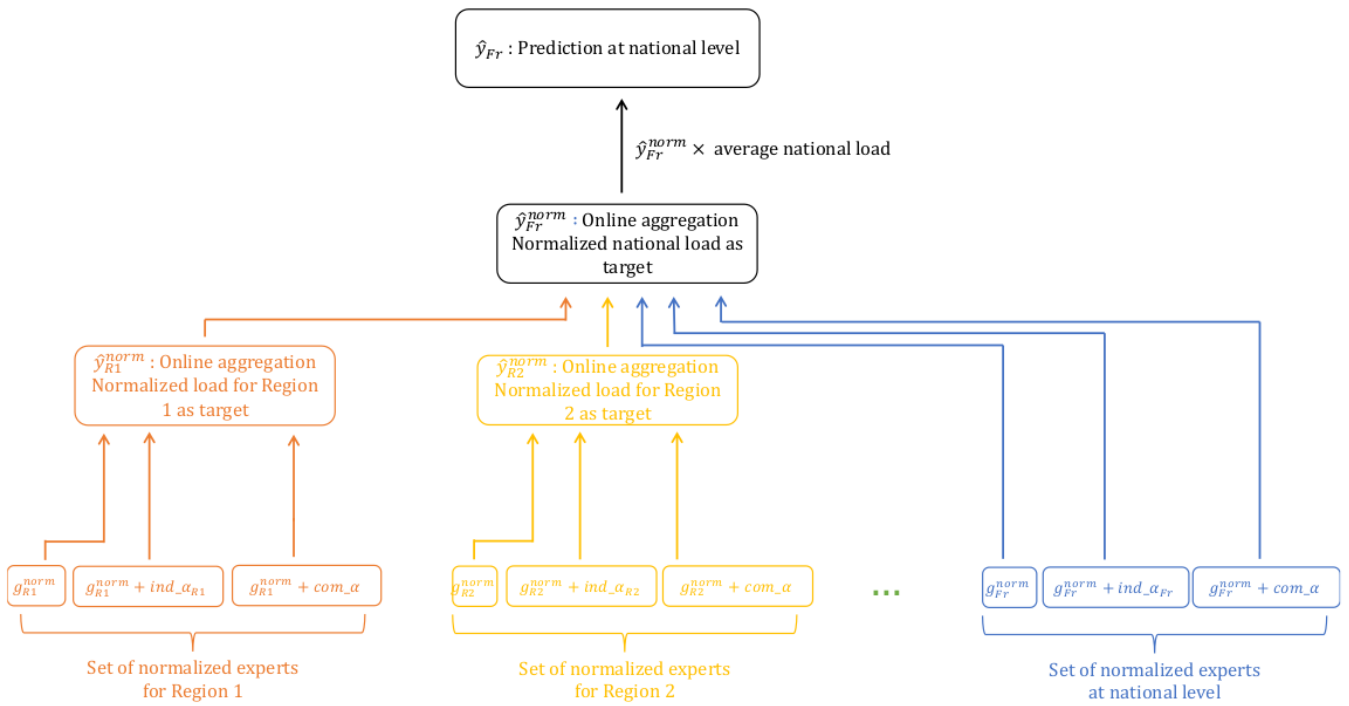 ŷ_Fr : Prediction at national level
ŷ_Fr^norm × average national load
ŷ_Fr^norm : Online aggregation
Normalized national load as
target
ŷ_R1^norm : Online aggregation
Normalized load for Region
1 as target
ŷ_R2^norm : Online aggregation
Normalized load for Region
2 as target
g_R1^norm
g_R1^norm + ind_α_R1
g_R1^norm + com_α
g_R2^norm
g_R2^norm + ind_α_R2
g_R2^norm + com_α
...
g_Fr^norm
g_Fr^norm + ind_α_Fr
g_Fr^norm + com_α
Set of normalized experts
for Region 1
Set of normalized experts
for Region 2
Set of normalized experts
at national level